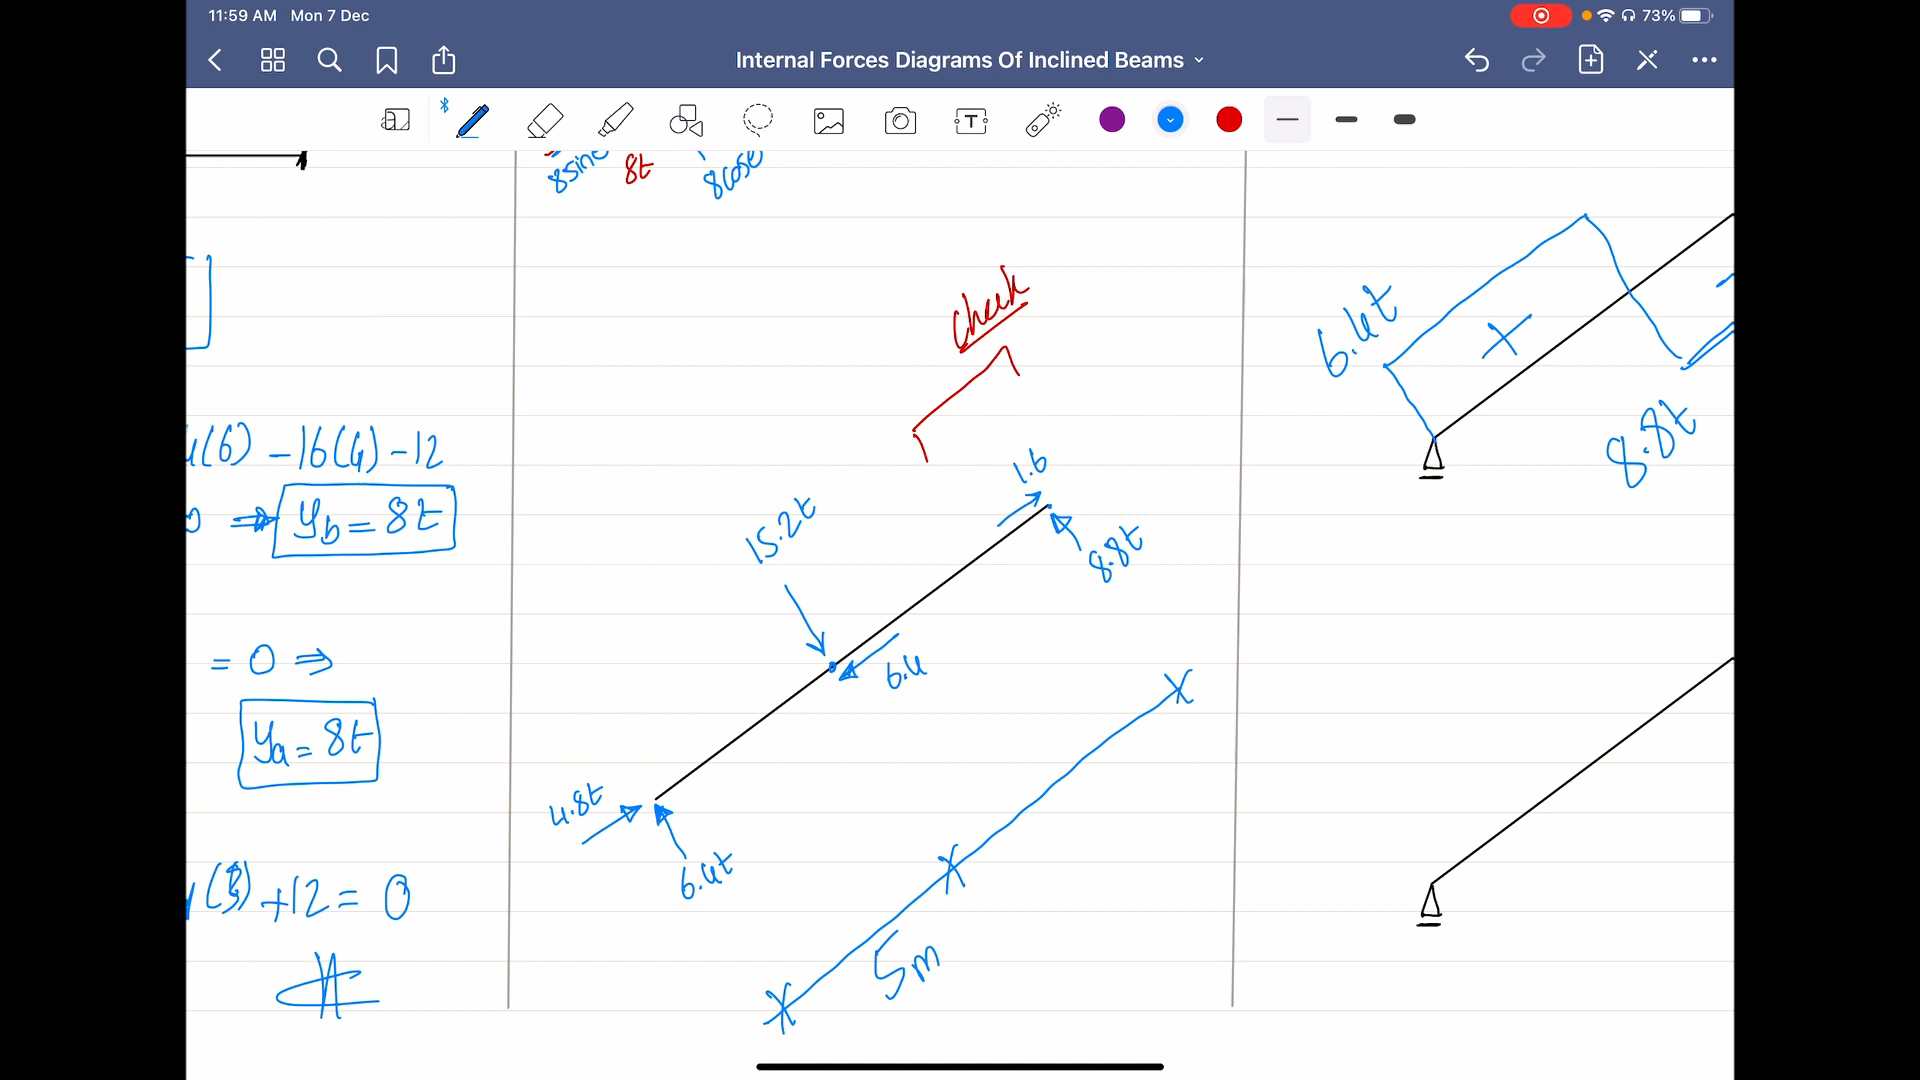 11:59 AM Mon 7 Dec
73%
Internal Forces Diagrams Of Inclined Beams
T
8t
(6) -16(4) -12
⇒ Yb = 8t
= 0 ⇒
Ya = 8t
+12 = 0
Check
15.2t
1.6
8.8t
6.4
4.8t
6.4t
5m
6.4t
+
8.8t